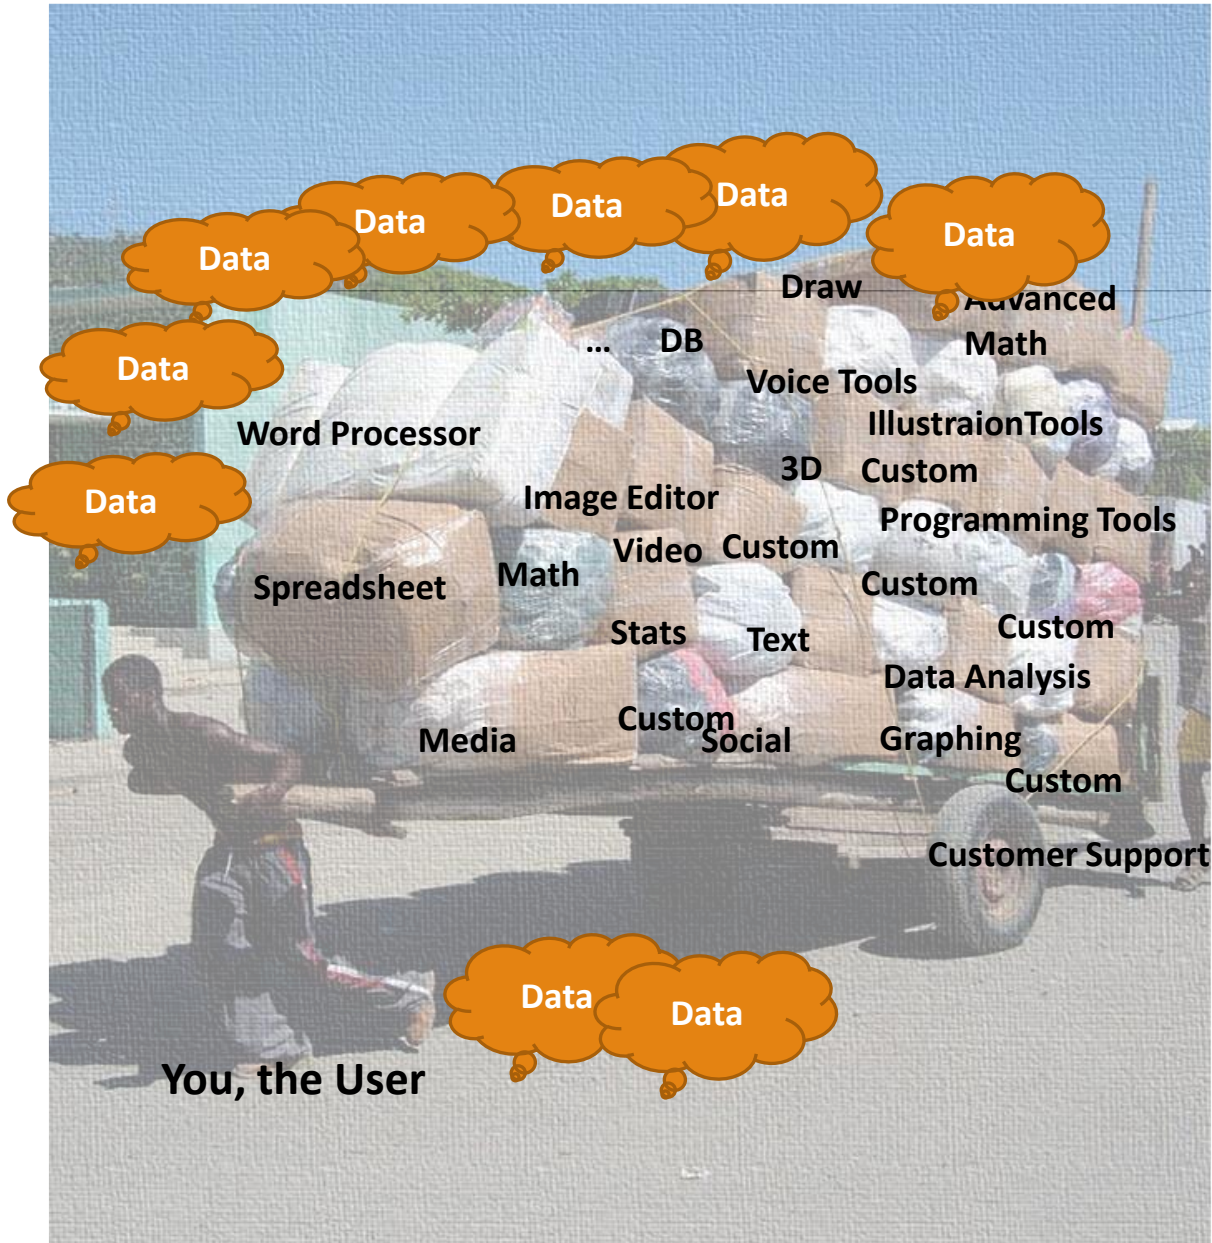 Data
Data
Data
Data
Data
Data
Data
Data
Draw
Advanced
Math
... DB
Voice Tools
IllustraionTools
Word Processor
3D
Custom
Image Editor
Programming Tools
Video
Custom
Math
Custom
Spreadsheet
Stats
Text
Custom
Data Analysis
Custom
Media
Social
Graphing
Custom
Customer Support
Data
You, the User